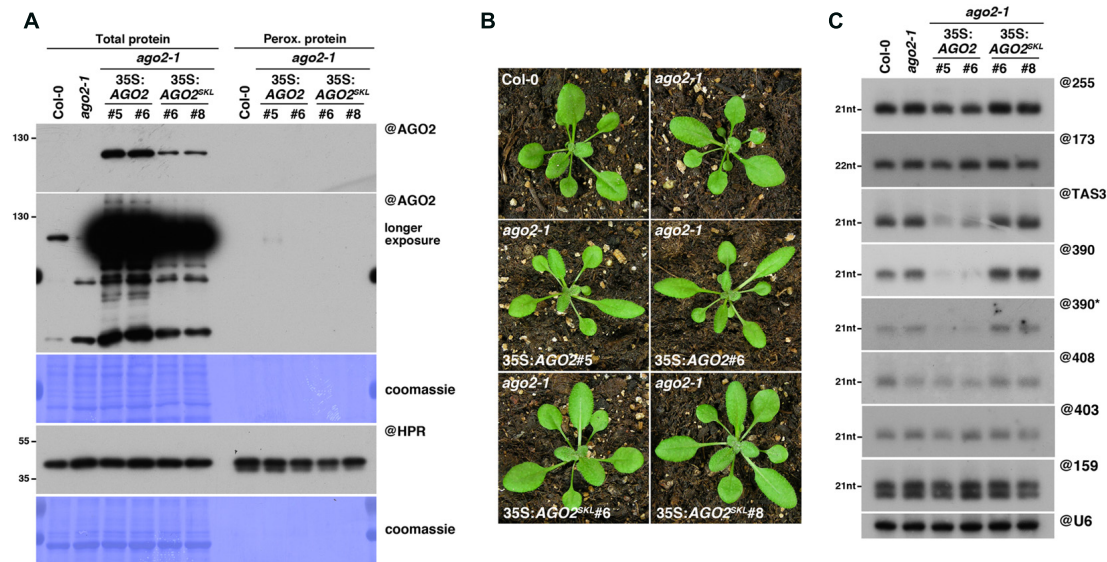 A
Total protein
Perox. protein
ago2-1
ago2-1
35S:
AGO2
35S:
AGO2SKL
35S:
AGO2
35S:
AGO2SKL
Col-0
ago2-1
#5
#6
#6
#8
Col-0
#5
#6
#6
#8
@AGO2
130
@AGO2
130
longer
exposure
coomassie
@HPR
55
35
coomassie
B
Col-0
ago2-1
ago2-1
ago2-1
35S:AGO2#5
35S:AGO2#6
ago2-1
ago2-1
35S:AGO2SKL#6
35S:AGO2SKL#8
C
ago2-1
35S:
AGO2
35S:
AGO2SKL
Col-0
ago2-1
#5
#6
#6
#8
@255
21nt
@173
22nt
@TAS3
21nt
@390
21nt
@390*
21nt
@408
21nt
@403
21nt
@159
21nt
@U6